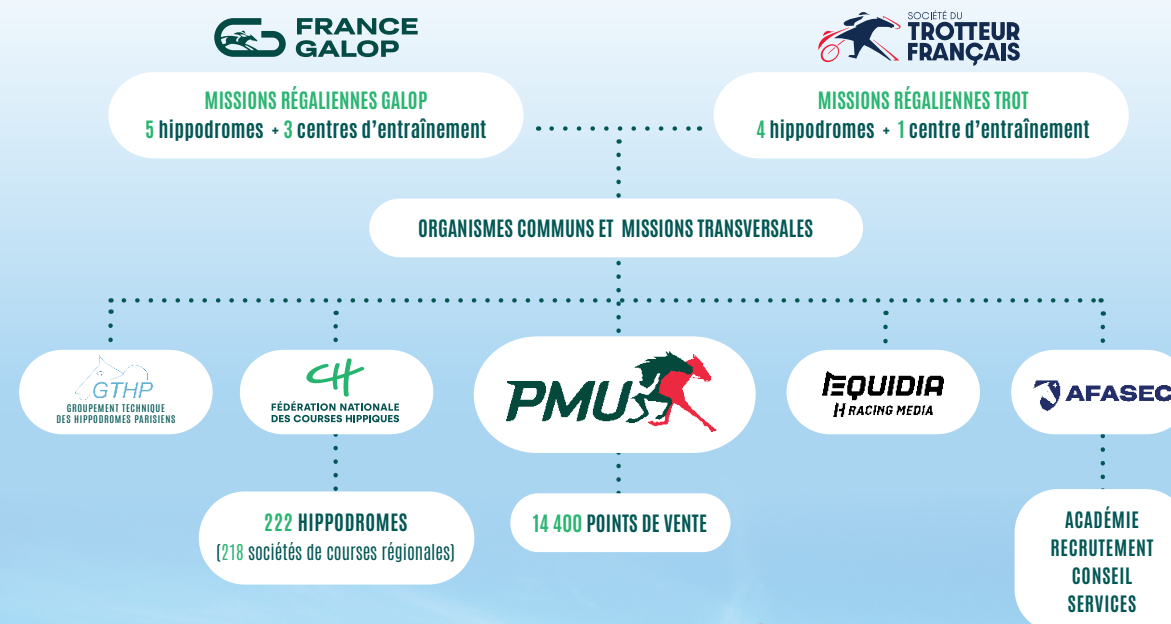 FRANCE
GALOP
SOCIÉTÉ DU
TROTTEUR
FRANÇAIS
MISSIONS RÉGALIENNES GALOP
5 hippodromes + 3 centres d'entraînement
MISSIONS RÉGALIENNES TROT
4 hippodromes + 1 centre d'entraînement
ORGANISMES COMMUNS ET MISSIONS TRANSVERSALES
GTHP
GROUPEMENT TECHNIQUE
DES HIPPODROMES PARISIENS
CH
FÉDÉRATION NATIONALE
DES COURSES HIPPIQUES
PMU
EQUIDIA
RACING MEDIA
AFASEC
222 HIPPODROMES
(218 sociétés de courses régionales)
14 400 POINTS DE VENTE
ACADÉMIE
RECRUTEMENT
CONSEIL
SERVICES